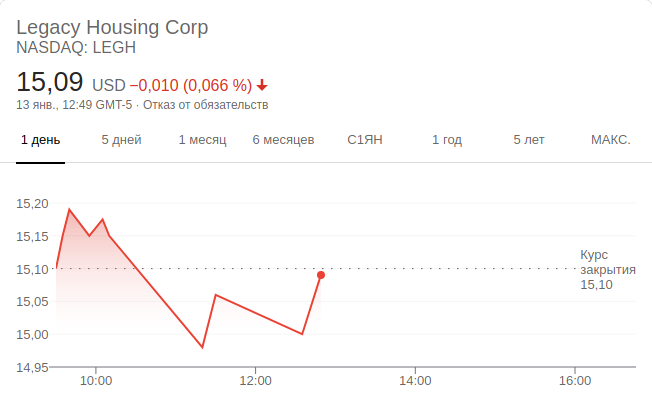 Legacy Housing Corp
NASDAQ: LEGH
15,09 USD −0,010 (0,066 %)
13 янв., 12:49 GMT-5 · Отказ от обязательств
1 день 5 дней 1 месяц 6 месяцев С1ЯН 1 год 5 лет МАКС.
15,20
15,15
15,10
15,05
15,00
14,95
Курс
закрытия
15,10
10:00 12:00 14:00 16:00